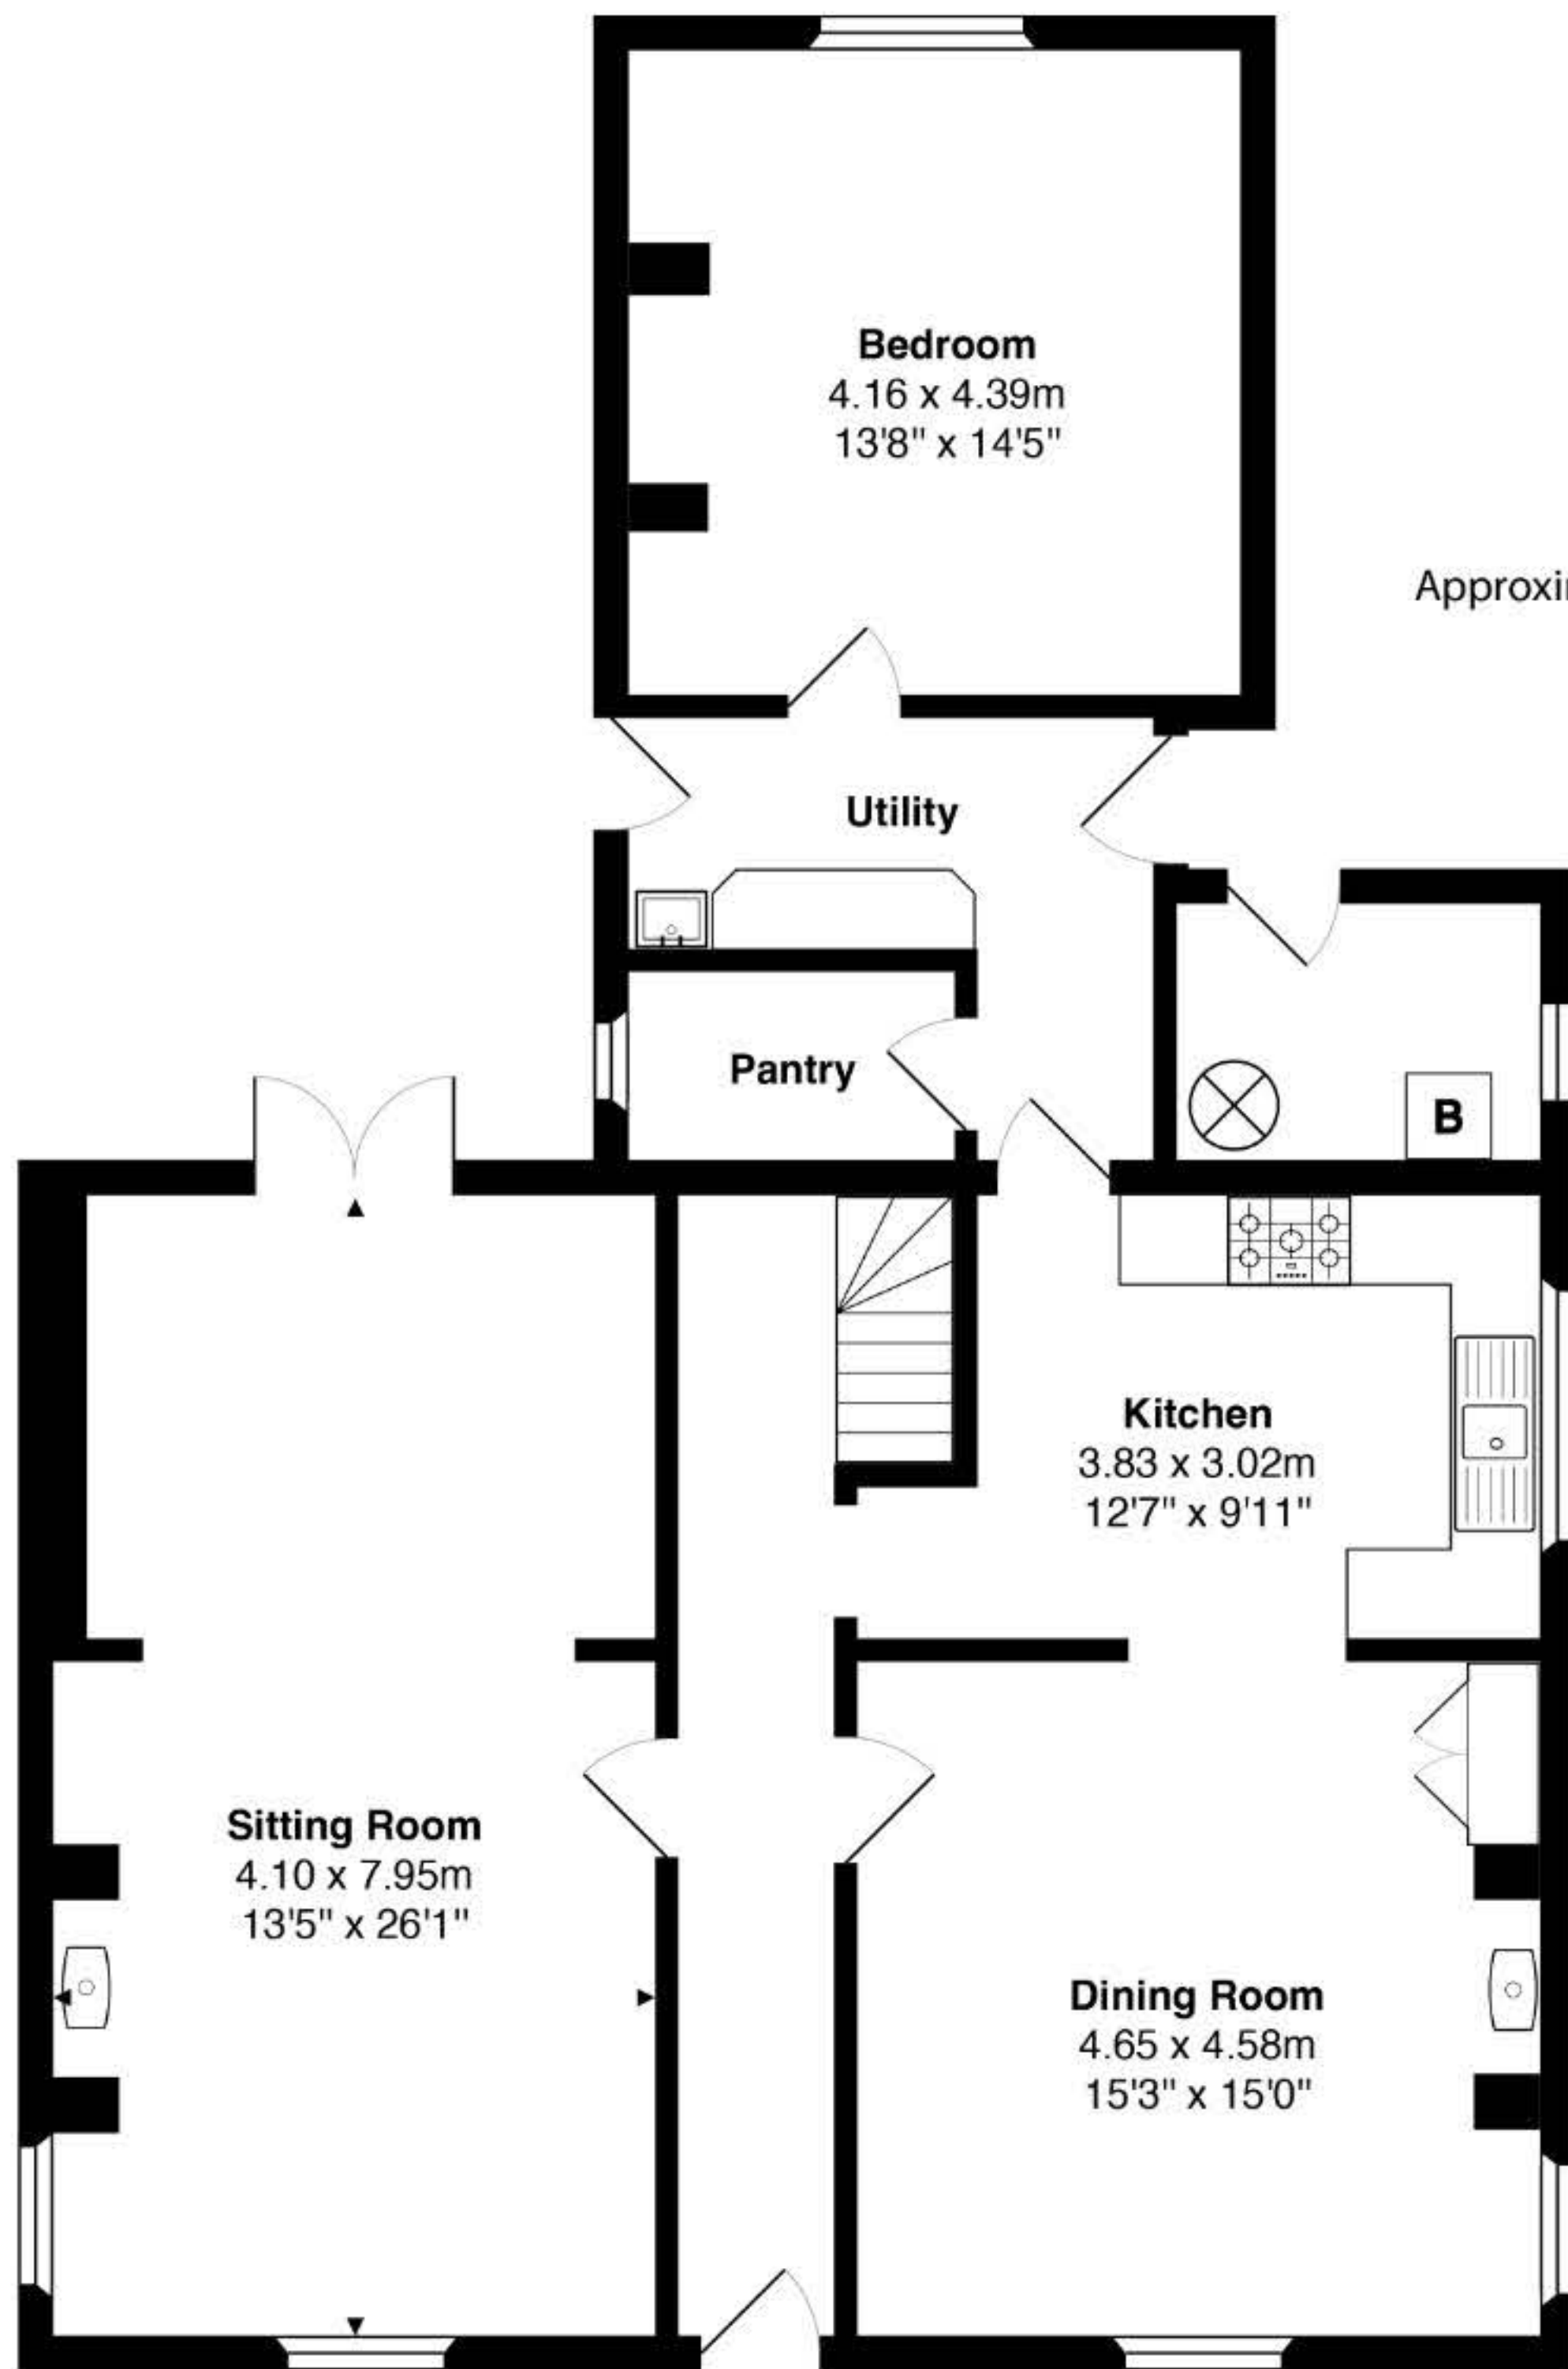 Bedroom
4.16 x 4.39m
13'8" x 14'5"
Utility
Pantry
B
Kitchen
3.83 x 3.02m
12'7" x 9'11"
Sitting Room
4.10 x 7.95m
13'5" x 26'1"
Dining Room
4.65 x 4.58m
15'3" x 15'0"